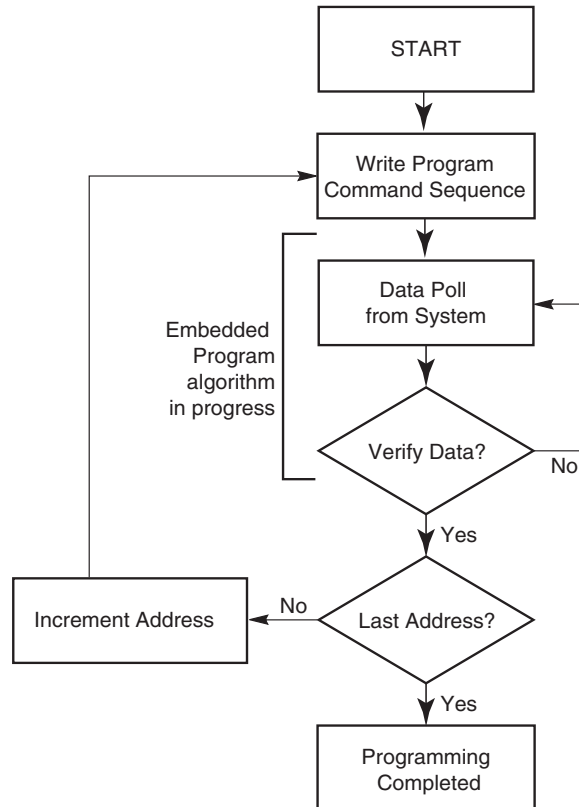 START
Write Program
Command Sequence
Data Poll
from System
Embedded
Program
algorithm
in progress
Verify Data?
No
Yes
Increment Address
No
Last Address?
Yes
Programming
Completed